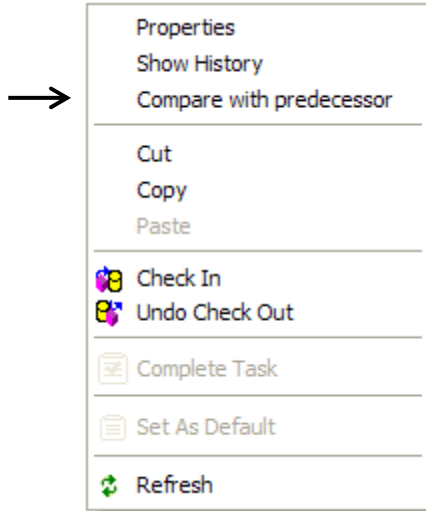 Properties
Show History
Compare with predecessor
Cut
Copy
Paste
Check In
Undo Check Out
Complete Task
Set As Default
Refresh